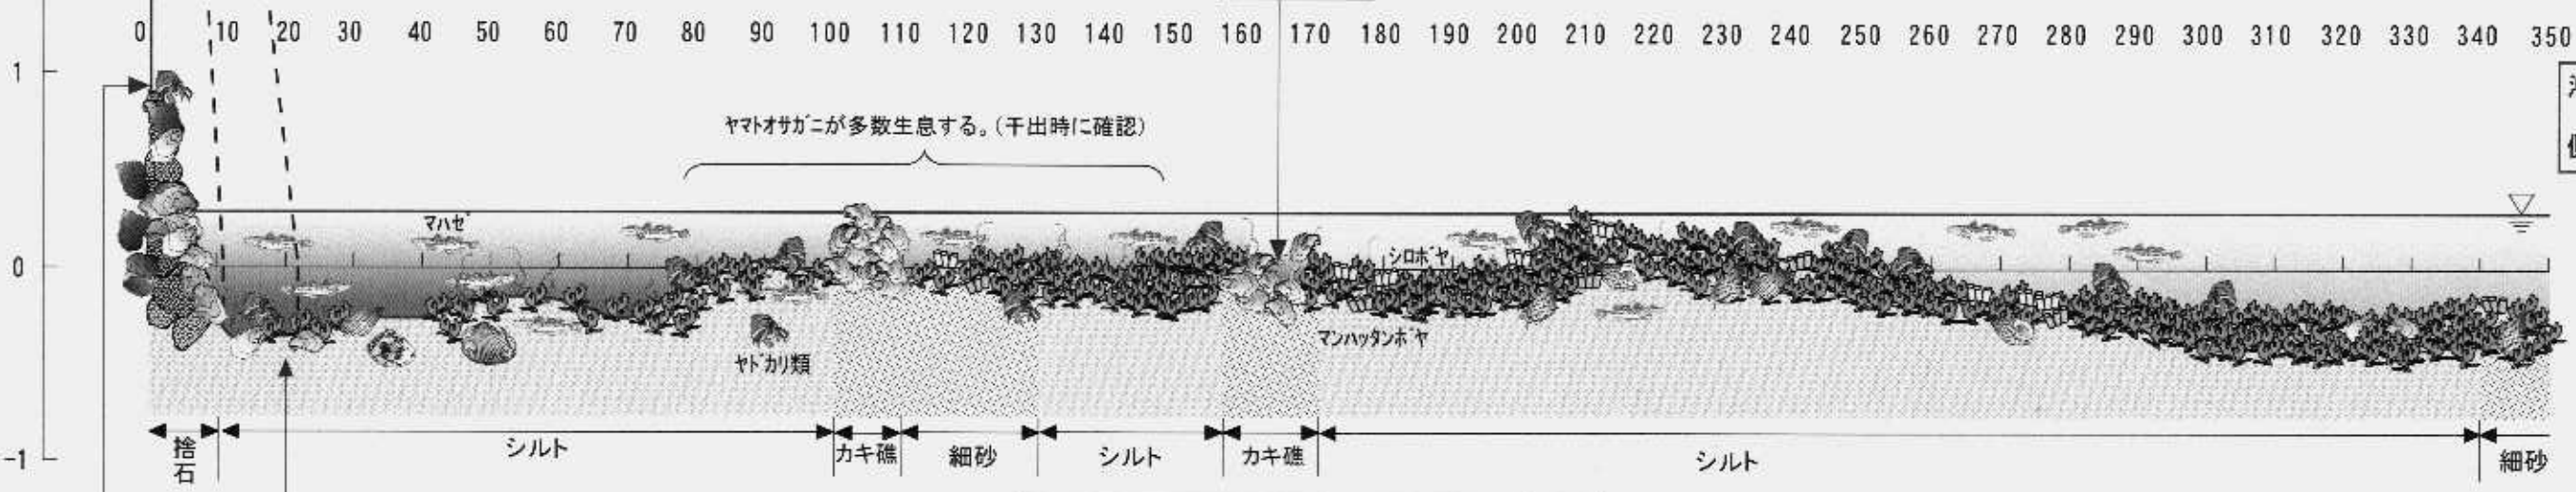 0 10 20 30 40 50 60 70 80 90 100 110 120 130 140 150 160 170 180 190 200 210 220 230 240 250 260 270 280 290 300 310 320 330 340 350
1
ヤマトオサガニが多数生息する。(干出時に確認)
マハゼ
0
シロボヤ
マンハッタンボヤ
ヤドカリ類
-1
捨石
シルト
カキ礁
細砂
シルト
カキ礁
シルト
細砂